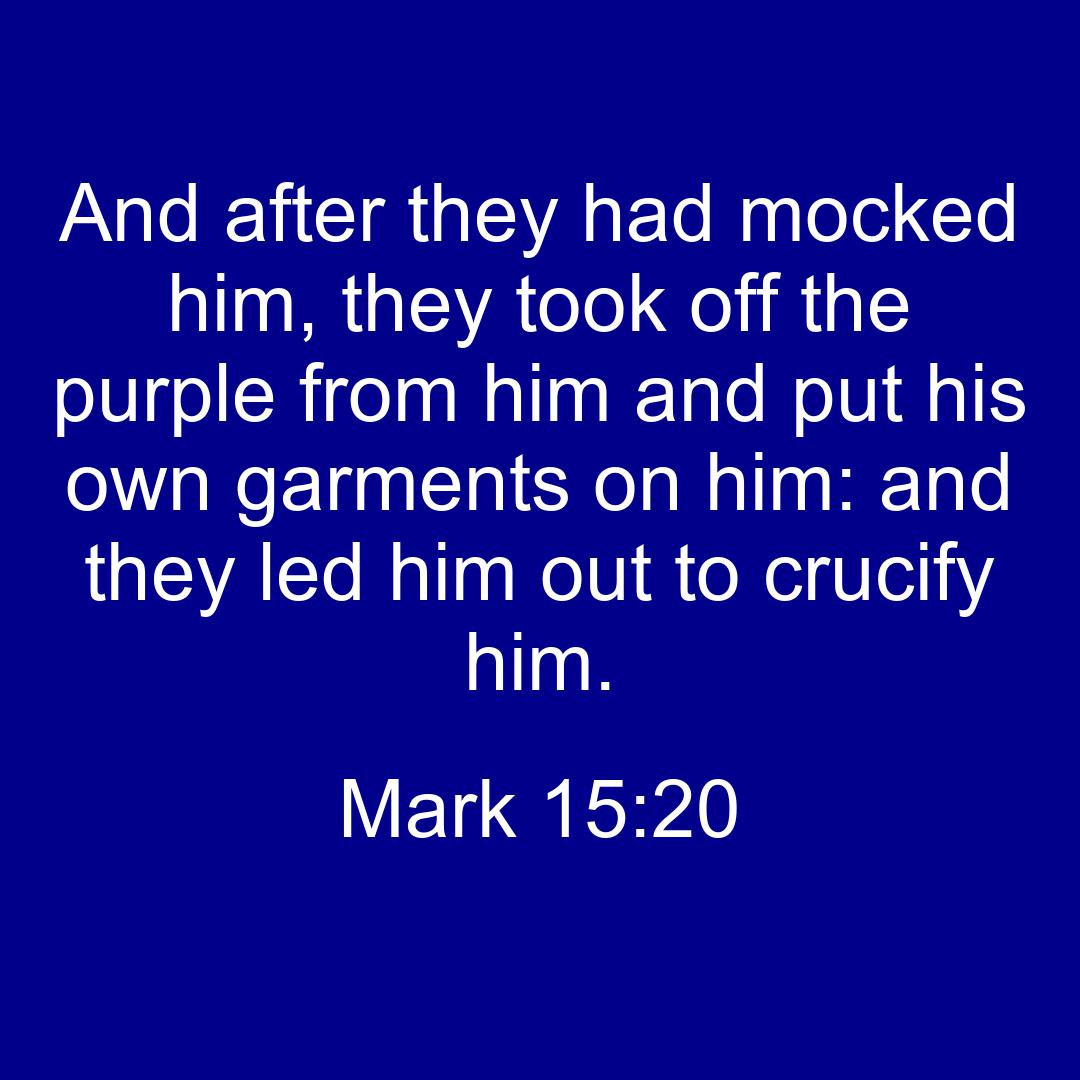 And after they had mocked
him, they took off the
purple from him and put his
own garments on him: and
they led him out to crucify
him.
Mark 15:20